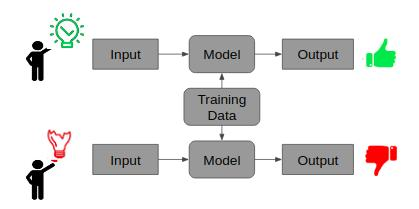 Input
Model
Output
Training
Data
Input
Model
Output